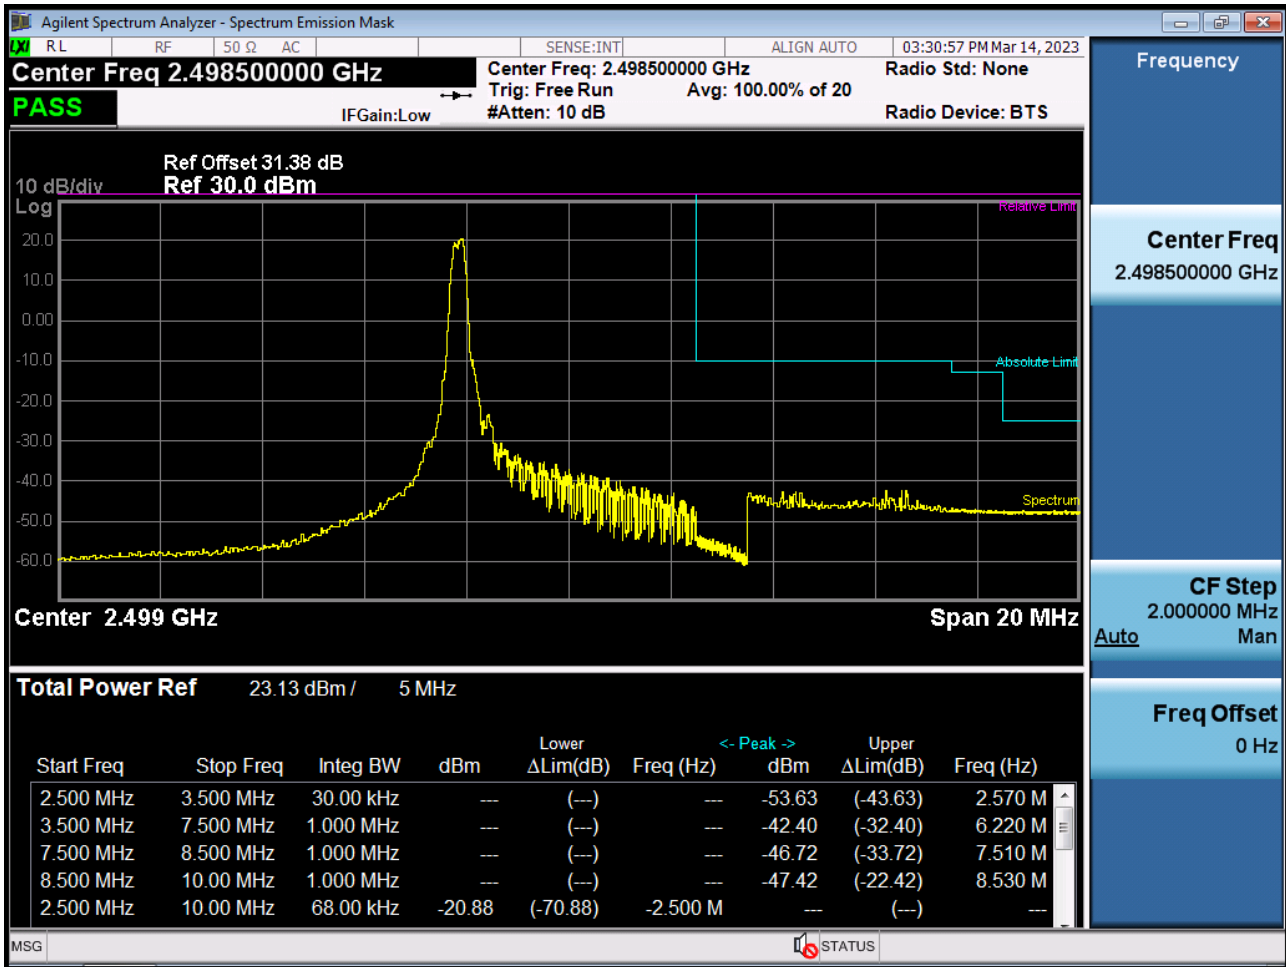 Agilent Spectrum Analyzer - Spectrum Emission Mask
LXI RL RF 50 Ω AC SENSE:INT ALIGN AUTO 03:30:57 PM Mar 14, 2023
Center Freq 2.498500000 GHz Center Freq: 2.498500000 GHz Radio Std: None
Trig: Free Run Avg: 100.00% of 20
PASS IFGain:Low #Atten: 10 dB Radio Device: BTS
Ref Offset 31.38 dB
10 dB/div Ref 30.0 dBm
Log
Relative Limit
20.0
10.0
0.00
-10.0
Absolute Limit
-20.0
-30.0
-40.0
Spectrum
-50.0
-60.0
Center 2.499 GHz Span 20 MHz
Total Power Ref 23.13 dBm / 5 MHz
Lower <- Peak -> Upper
Start Freq Stop Freq Integ BW dBm ΔLim(dB) Freq (Hz) dBm ΔLim(dB) Freq (Hz)
2.500 MHz 3.500 MHz 30.00 kHz --- (---) --- -53.63 (-43.63) 2.570 M
3.500 MHz 7.500 MHz 1.000 MHz --- (---) --- -42.40 (-32.40) 6.220 M
7.500 MHz 8.500 MHz 1.000 MHz --- (---) --- -46.72 (-33.72) 7.510 M
8.500 MHz 10.00 MHz 1.000 MHz --- (---) --- -47.42 (-22.42) 8.530 M
2.500 MHz 10.00 MHz 68.00 kHz -20.88 (-70.88) -2.500 M --- (---) ---
MSG STATUS
Frequency
Center Freq
2.498500000 GHz
CF Step
2.000000 MHz
Auto Man
Freq Offset
0 Hz